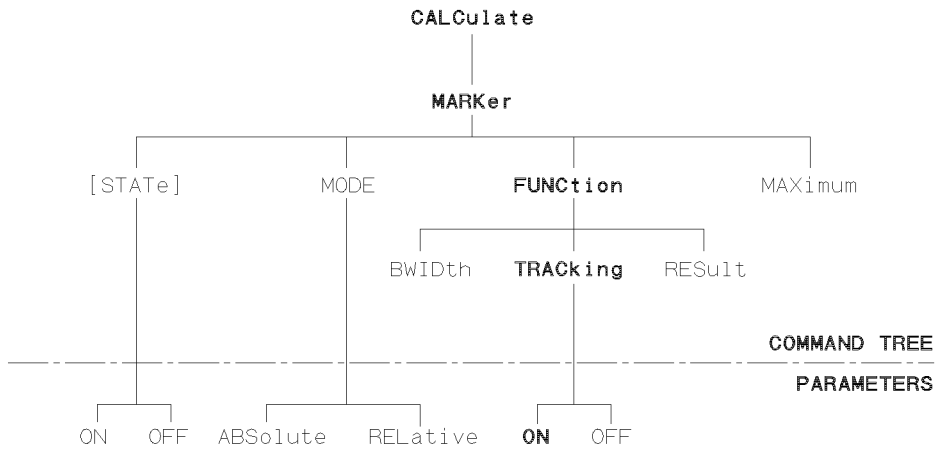 CALCulate
MARKer
[STATe] MODE FUNCtion MAXimum
BWIDth TRACking RESult
COMMAND TREE
PARAMETERS
ON OFF ABSolute RELative ON OFF